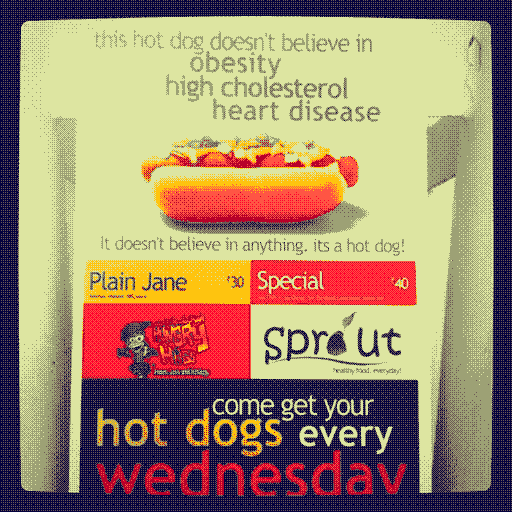 this hot dog doesn't believe in
obesity
high cholesterol
heart disease
It doesn't believe in anything. its a hot dog!
Plain Jane ₹30
Special ₹40
sprout
healthy food, everyday!
come get your
hot dogs every
wednesday